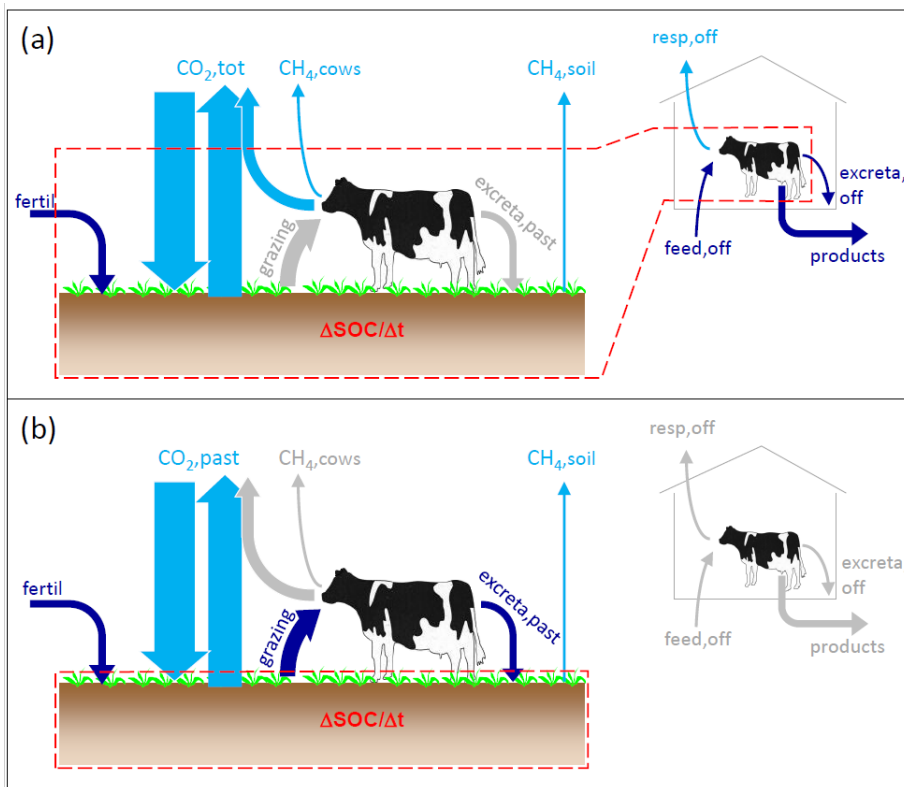 (a)
resp,off
CO₂,tot
CH₄,cows
CH₄,soil
fertil
grazing
excreta,past
excreta,
off
feed,off
products
ΔSOC/Δt
(b)
resp,off
CO₂,past
CH₄,cows
CH₄,soil
fertil
grazing
excreta,past
excreta,
off
feed,off
products
ΔSOC/Δt